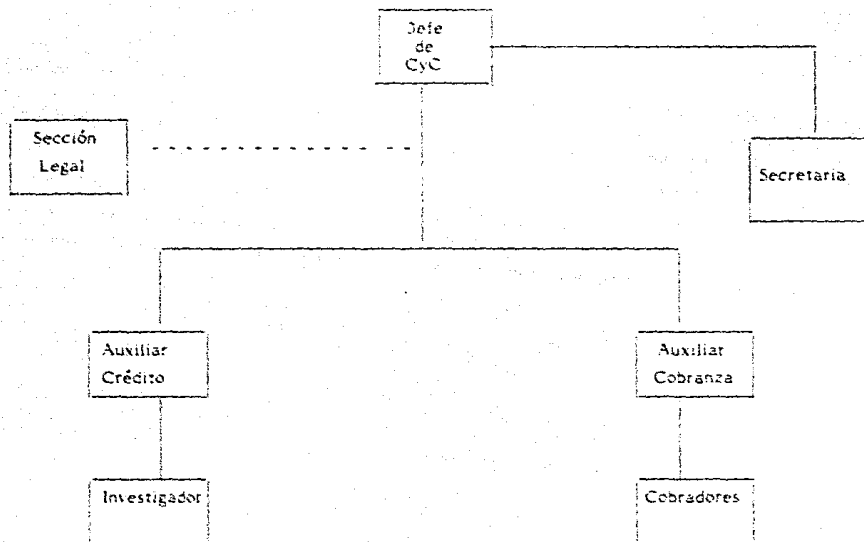 Jefe
de
CyC
Sección
Legal
Secretaria
Auxiliar
Crédito
Auxiliar
Cobranza
Investigador
Cobradores